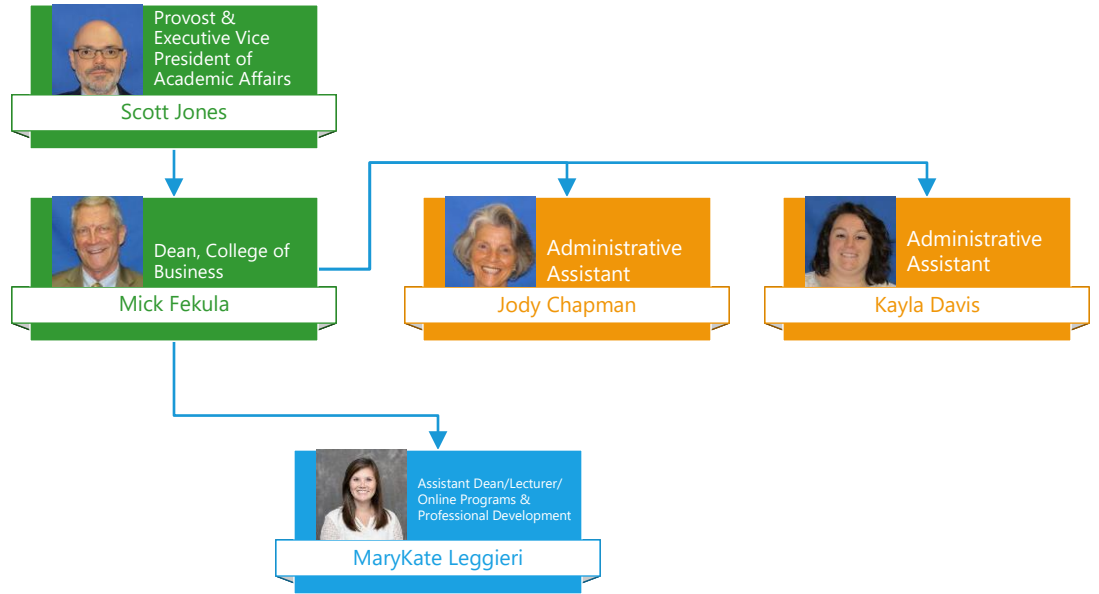 Provost &
Executive Vice
President of
Academic Affairs
Scott Jones
Dean, College of
Business
Mick Fekula
Administrative
Assistant
Jody Chapman
Administrative
Assistant
Kayla Davis
Assistant Dean/Lecturer/
Online Programs &
Professional Development
MaryKate Leggieri